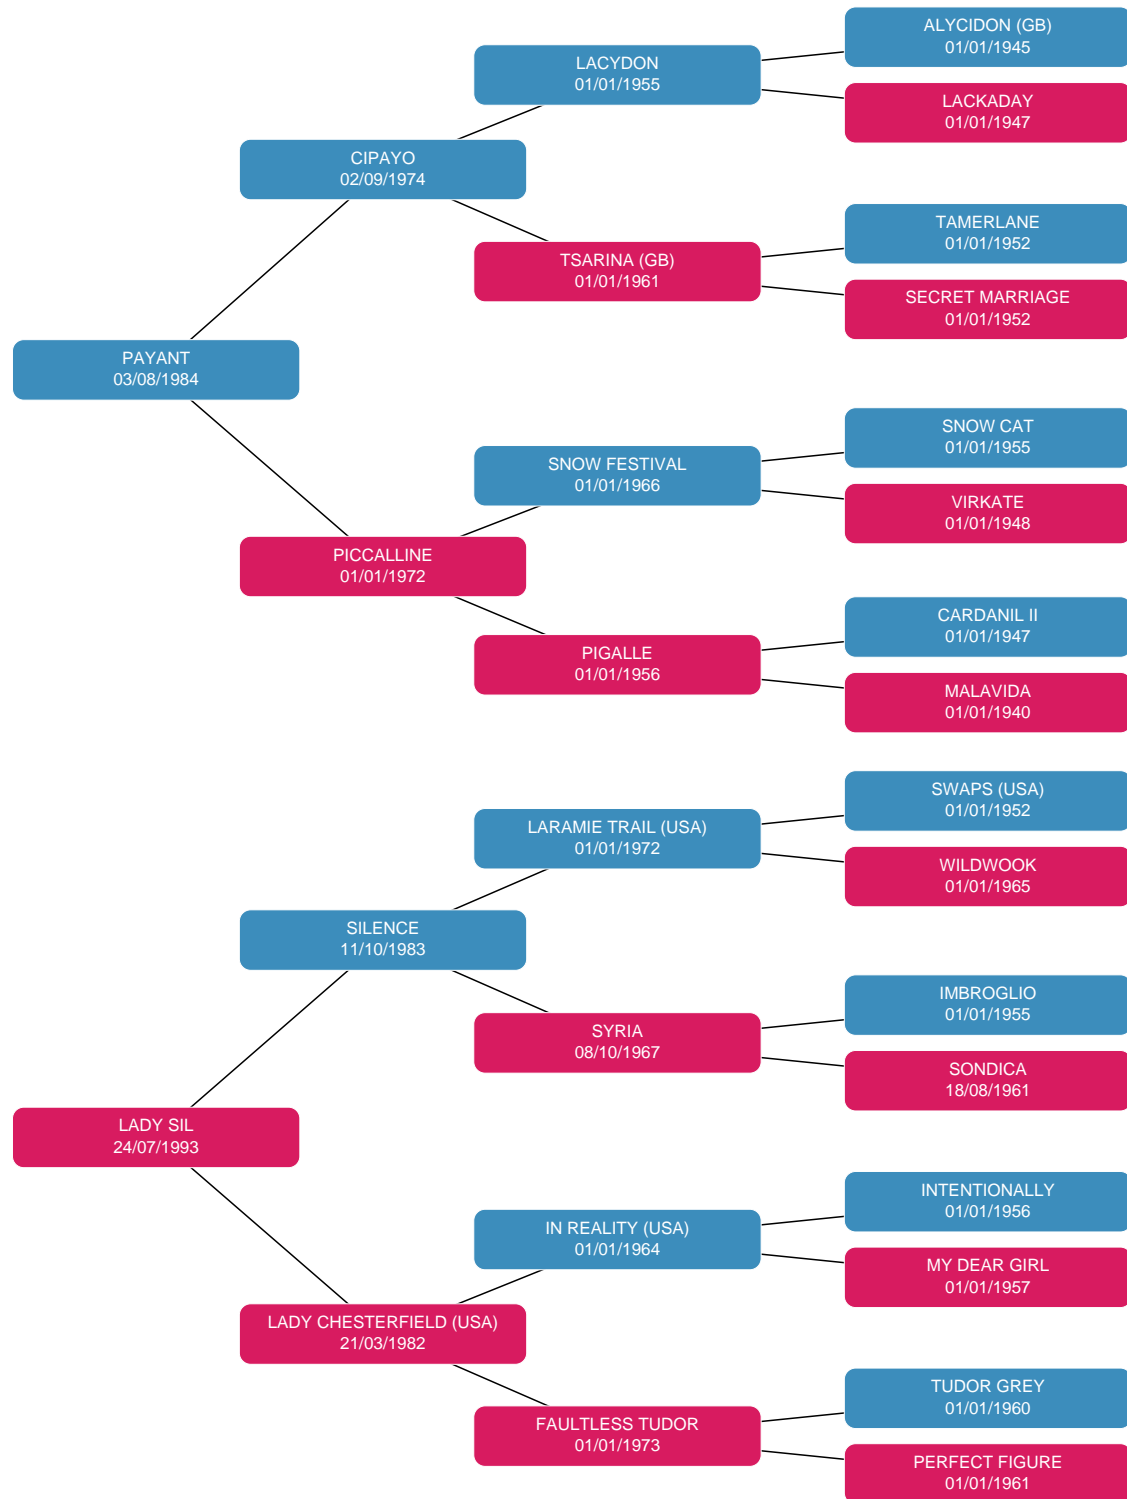 ALYCIDON (GB)
01/01/1945
LACYDON
01/01/1955
LACKADAY
01/01/1947
CIPAYO
02/09/1974
TAMERLANE
01/01/1952
TSARINA (GB)
01/01/1961
SECRET MARRIAGE
01/01/1952
PAYANT
03/08/1984
SNOW CAT
01/01/1955
SNOW FESTIVAL
01/01/1966
VIRKATE
01/01/1948
PICCALLINE
01/01/1972
CARDANIL II
01/01/1947
PIGALLE
01/01/1956
MALAVIDA
01/01/1940
SWAPS (USA)
01/01/1952
LARAMIE TRAIL (USA)
01/01/1972
WILDWOOK
01/01/1965
SILENCE
11/10/1983
IMBROGLIO
01/01/1955
SYRIA
08/10/1967
SONDICA
18/08/1961
LADY SIL
24/07/1993
INTENTIONALLY
01/01/1956
IN REALITY (USA)
01/01/1964
MY DEAR GIRL
01/01/1957
LADY CHESTERFIELD (USA)
21/03/1982
TUDOR GREY
01/01/1960
FAULTLESS TUDOR
01/01/1973
PERFECT FIGURE
01/01/1961